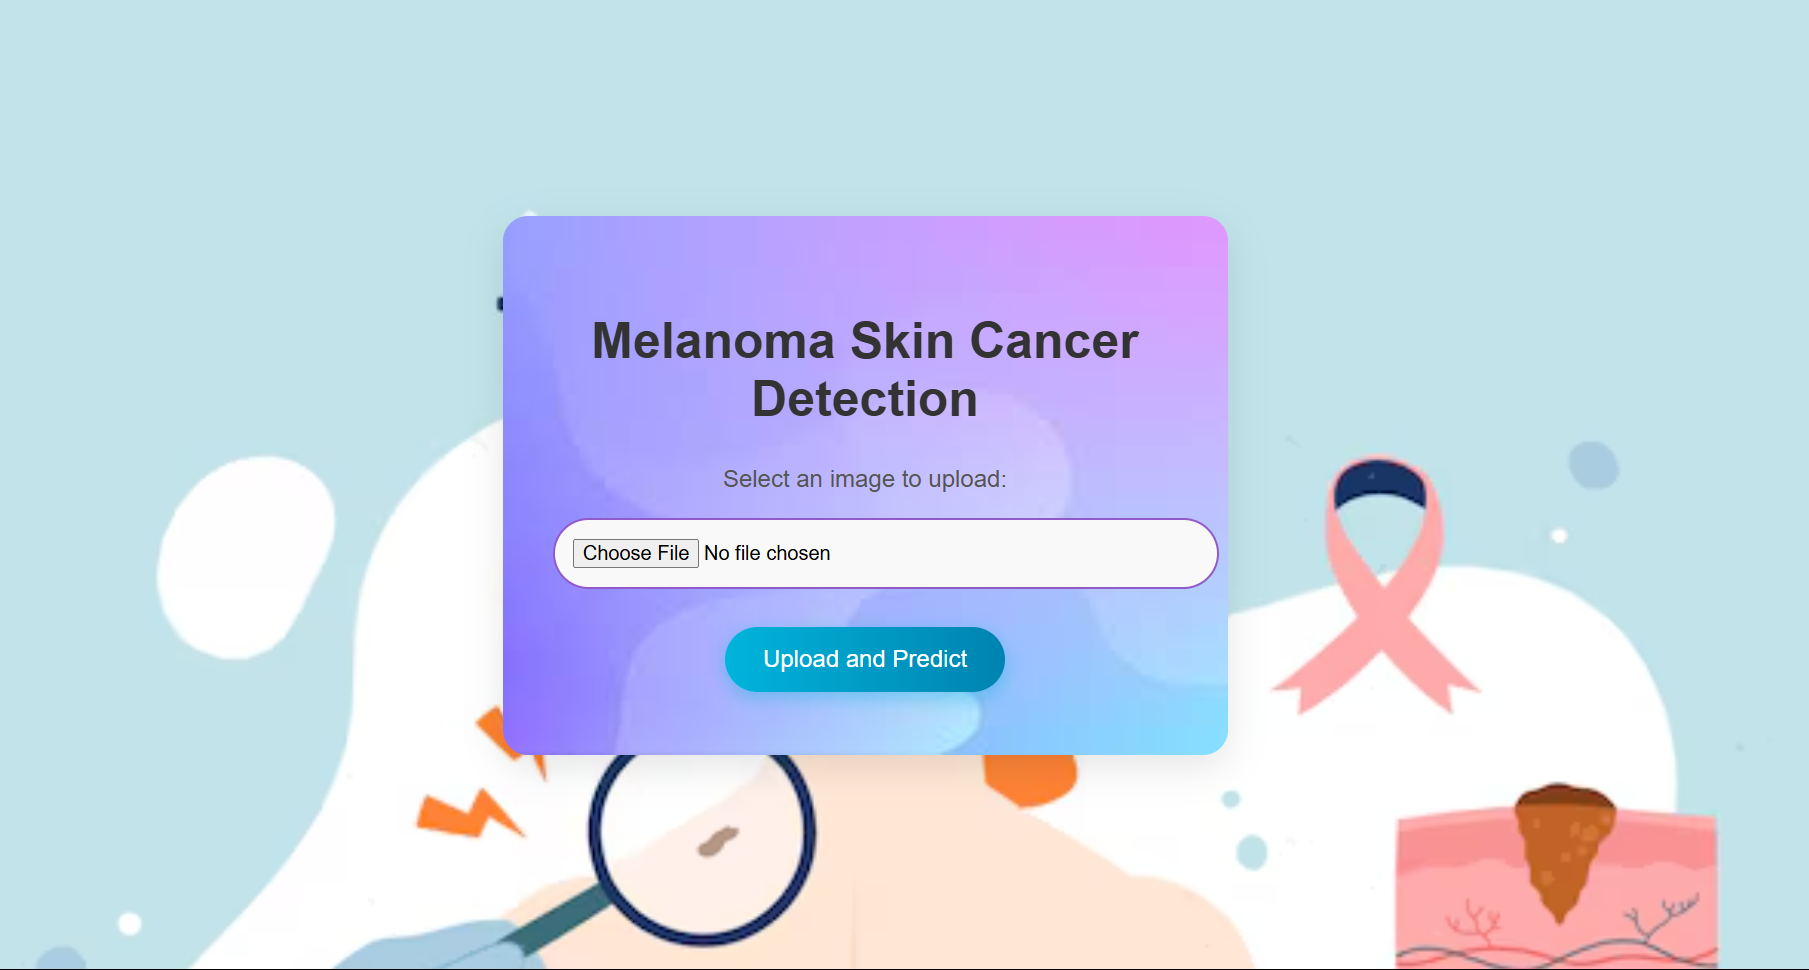 Melanoma Skin Cancer
Detection
Select an image to upload:
Choose File No file chosen
Upload and Predict